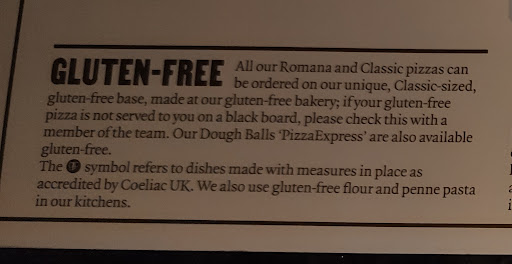 GLUTEN-FREE All our Romana and Classic pizzas can
be ordered on our unique, Classic-sized,
gluten-free base, made at our gluten-free bakery; if your gluten-free
pizza is not served to you on a black board, please check this with a
member of the team. Our Dough Balls 'PizzaExpress' are also available
gluten-free.
The symbol refers to dishes made with measures in place as
accredited by Coeliac UK. We also use gluten-free flour and penne pasta
in our kitchens.